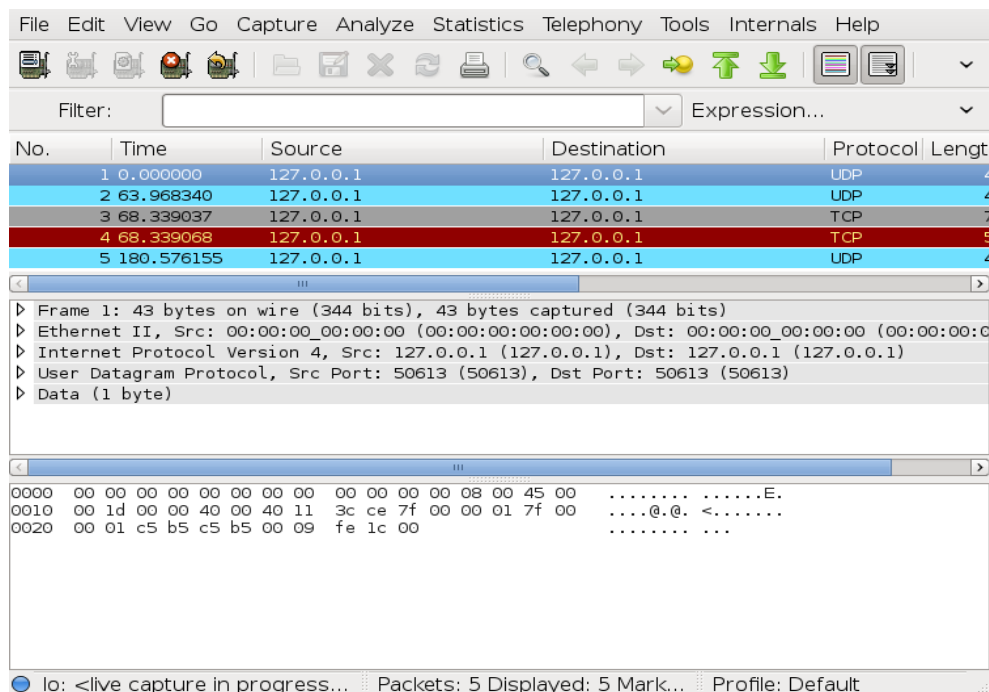 File Edit View Go Capture Analyze Statistics Telephony Tools Internals Help
Filter: Expression...
No. Time Source Destination Protocol Lengt
1 0.000000 127.0.0.1 127.0.0.1 UDP 4
2 63.968340 127.0.0.1 127.0.0.1 UDP 4
3 68.339037 127.0.0.1 127.0.0.1 TCP 7
4 68.339068 127.0.0.1 127.0.0.1 TCP 5
5 180.576155 127.0.0.1 127.0.0.1 UDP 4
Frame 1: 43 bytes on wire (344 bits), 43 bytes captured (344 bits)
Ethernet II, Src: 00:00:00_00:00:00 (00:00:00:00:00:00), Dst: 00:00:00_00:00:00 (00:00:00:0
Internet Protocol Version 4, Src: 127.0.0.1 (127.0.0.1), Dst: 127.0.0.1 (127.0.0.1)
User Datagram Protocol, Src Port: 50613 (50613), Dst Port: 50613 (50613)
Data (1 byte)
0000 00 00 00 00 00 00 00 00 00 00 00 00 08 00 45 00 ........ ......E.
0010 00 1d 00 00 40 00 40 11 3c ce 7f 00 00 01 7f 00 ....@.@. <.......
0020 00 01 c5 b5 c5 b5 00 09 fe 1c 00 ........ ...
lo: <live capture in progress... Packets: 5 Displayed: 5 Mark... Profile: Default